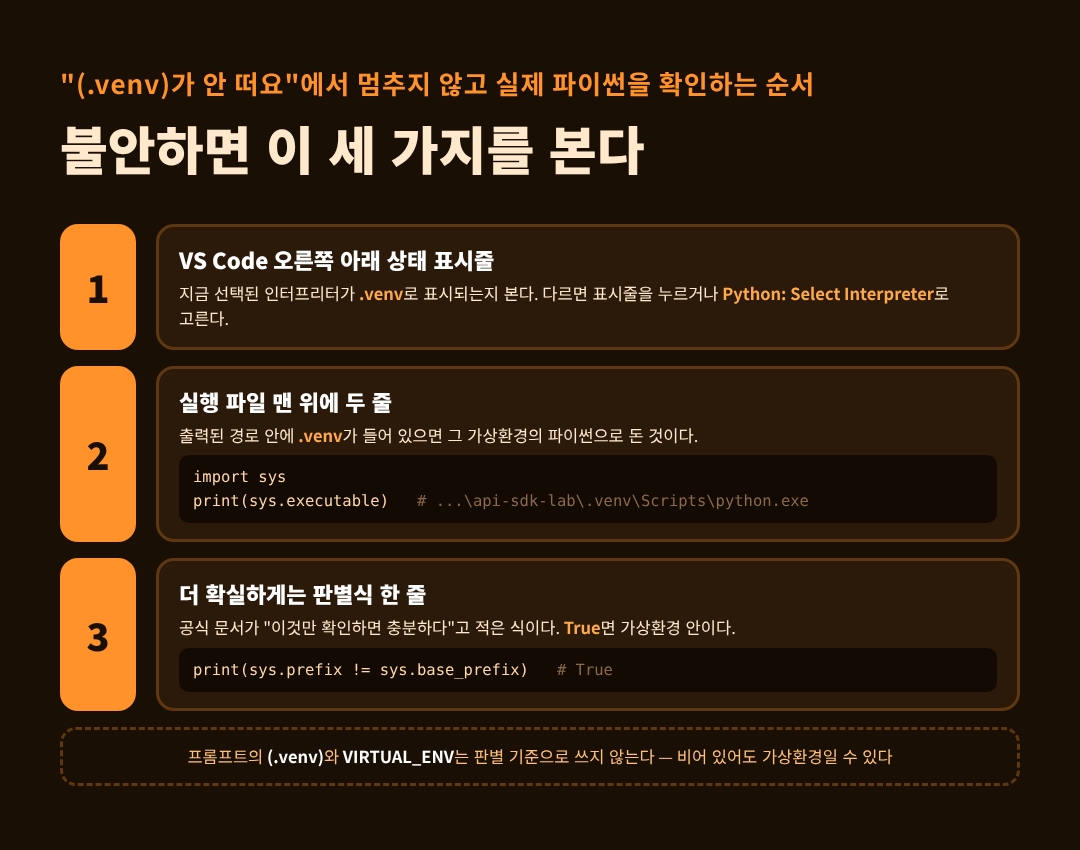 "(.venv)가 안 떠요"에서 멈추지 않고 실제 파이썬을 확인하는 순서
불안하면 이 세 가지를 본다
1
VS Code 오른쪽 아래 상태 표시줄
지금 선택된 인터프리터가 .venv로 표시되는지 본다. 다르면 표시줄을 누르거나 Python: Select Interpreter로
고른다.
2
실행 파일 맨 위에 두 줄
출력된 경로 안에 .venv가 들어 있으면 그 가상환경의 파이썬으로 돈 것이다.
import sys
print(sys.executable)   # ...\api-sdk-lab\.venv\Scripts\python.exe
3
더 확실하게는 판별식 한 줄
공식 문서가 "이것만 확인하면 충분하다"고 적은 식이다. True면 가상환경 안이다.
print(sys.prefix != sys.base_prefix)   # True
프롬프트의 (.venv)와 VIRTUAL_ENV는 판별 기준으로 쓰지 않는다 — 비어 있어도 가상환경일 수 있다